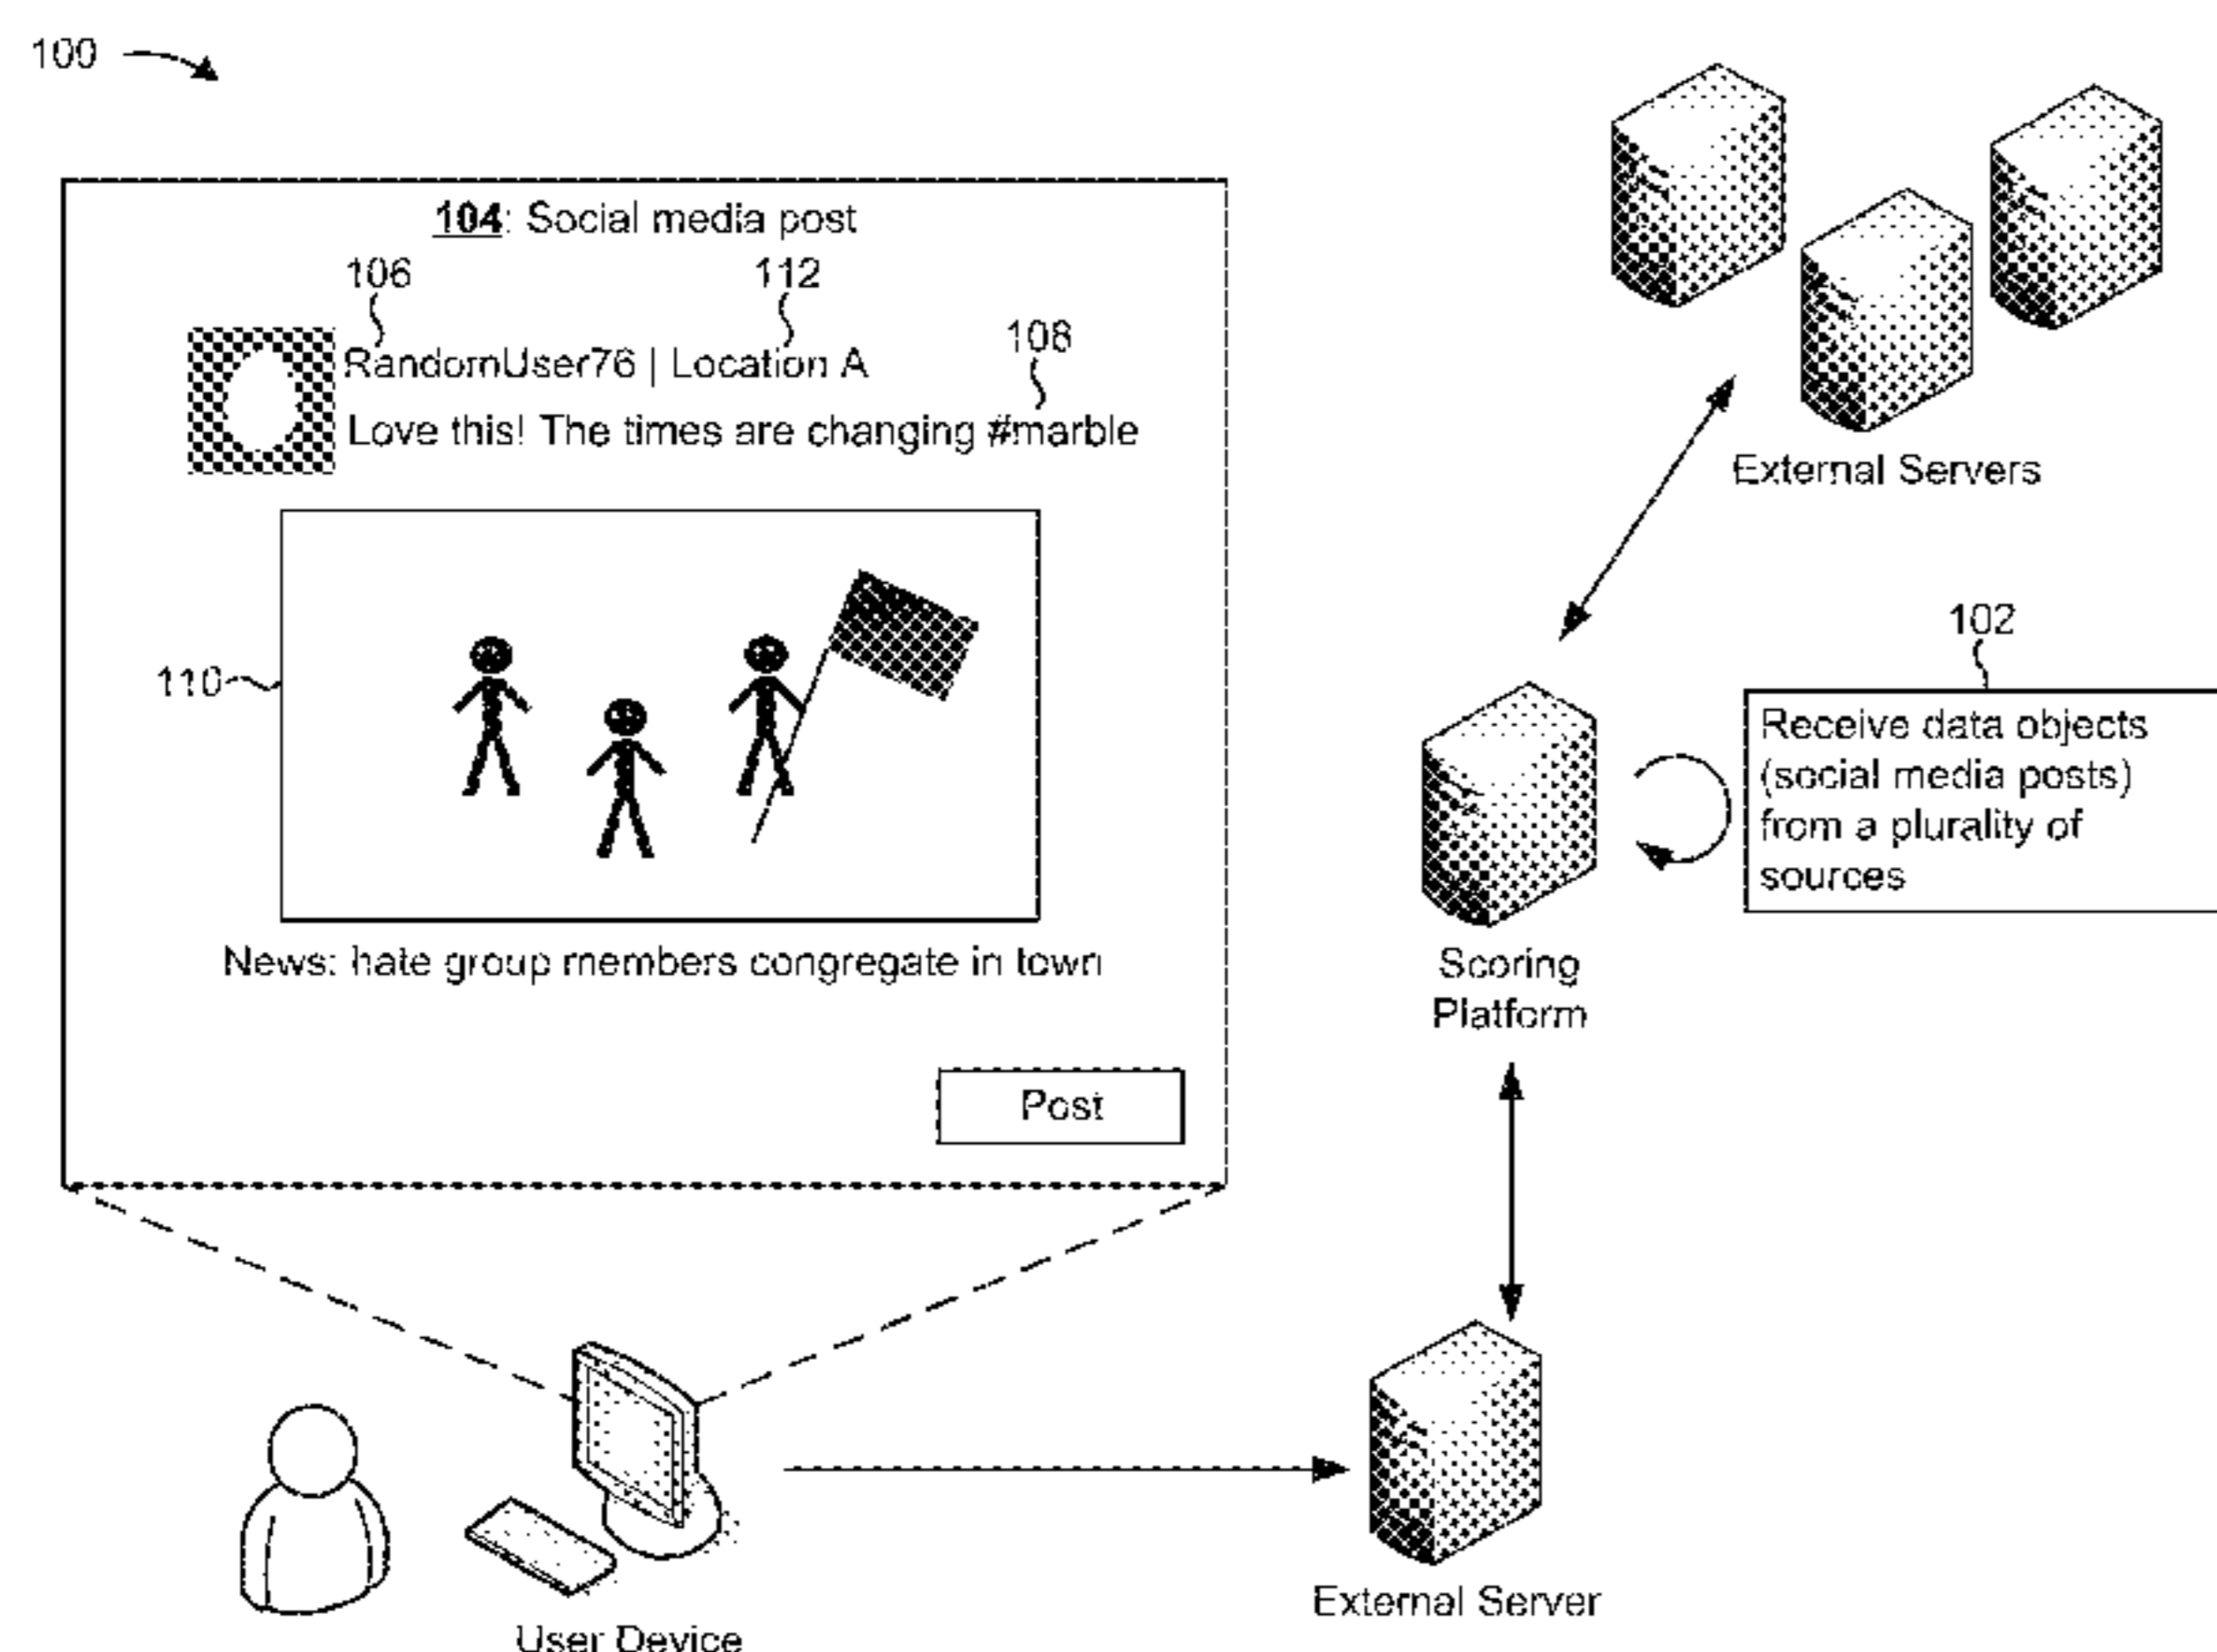 100
104: Social media post
106
112
108
RandomUser76 | Location A
Love this! The times are changing #marble
110
News: hate group members congregate in town
Post
External Servers
102
Receive data objects
(social media posts)
from a plurality of
sources
Scoring
Platform
External Server
User Device